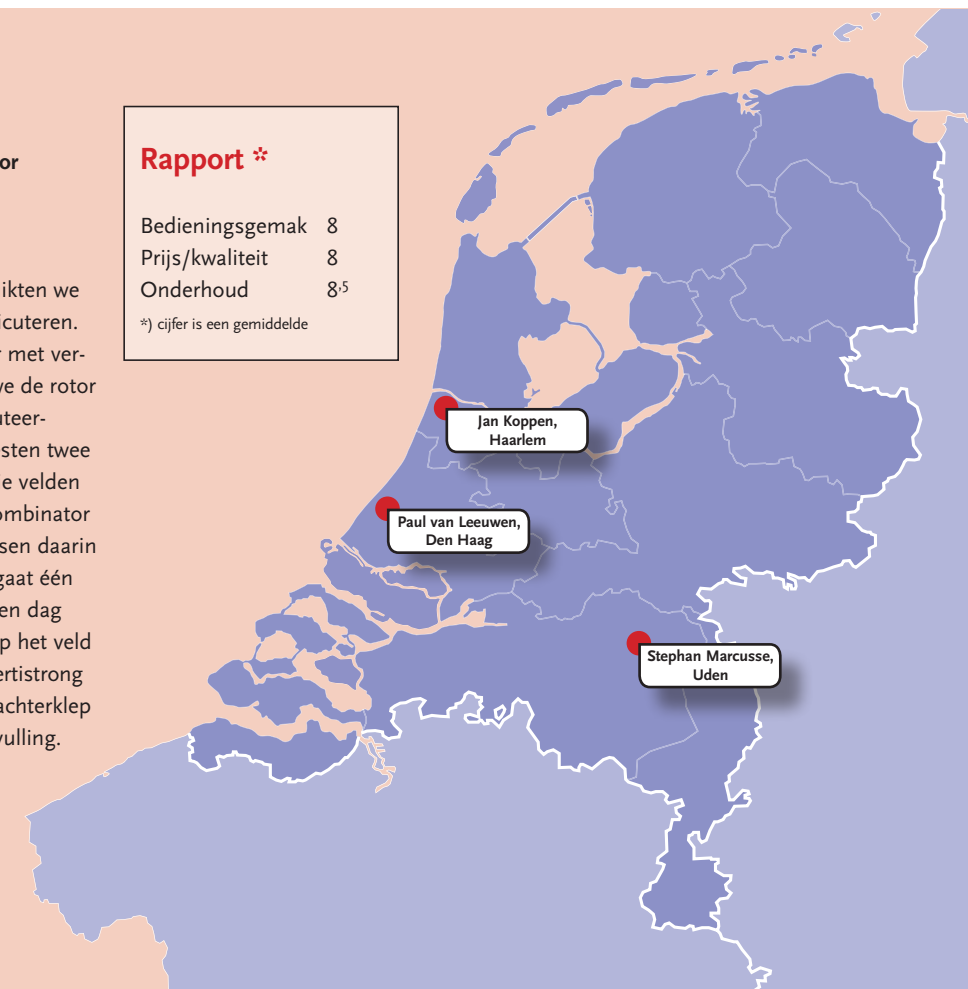 or
ikten we
icuteren.
r met ver-
ve de rotor
uteer-
esten twee
e velden
ombinator
sen daarin
gaat één
en dag
p het veld
ertistrong
achterklep
vulling.
Rapport *
Bedieningsgemak 8
Prijs/kwaliteit 8
Onderhoud 8,5
*) cijfer is een gemiddelde
Jan Koppen,
Haarlem
Paul van Leeuwen,
Den Haag
Stephan Marcusse,
Uden